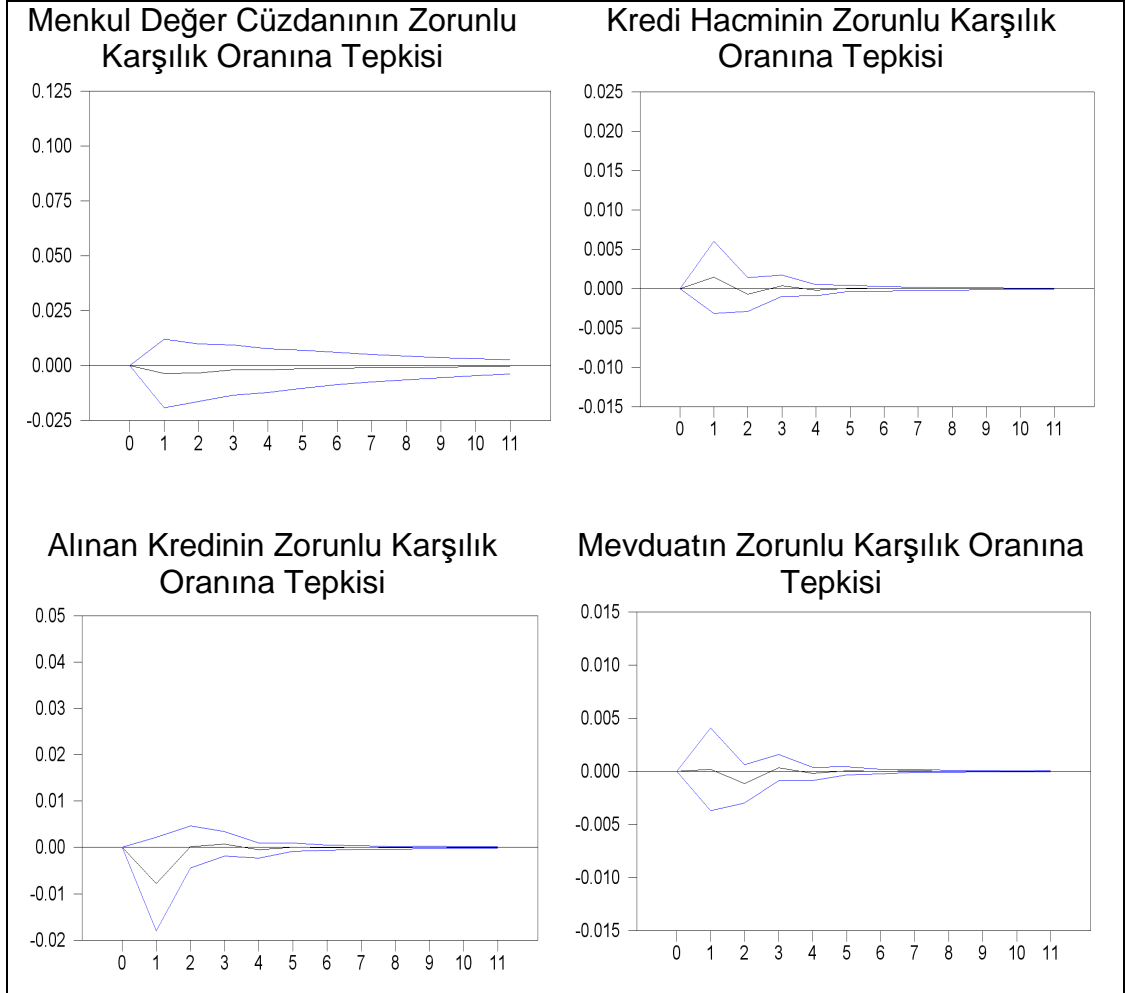 Menkul Değer Cüzdanının Zorunlu
Karşılık Oranına Tepkisi
0.125
0.100
0.075
0.050
0.025
0.000
-0.025
0 1 2 3 4 5 6 7 8 9 10 11
Kredi Hacminin Zorunlu Karşılık
Oranına Tepkisi
0.025
0.020
0.015
0.010
0.005
0.000
-0.005
-0.010
-0.015
0 1 2 3 4 5 6 7 8 9 10 11
Alınan Kredinin Zorunlu Karşılık
Oranına Tepkisi
0.05
0.04
0.03
0.02
0.01
0.00
-0.01
-0.02
0 1 2 3 4 5 6 7 8 9 10 11
Mevduatın Zorunlu Karşılık Oranına
Tepkisi
0.015
0.010
0.005
0.000
-0.005
-0.010
-0.015
0 1 2 3 4 5 6 7 8 9 10 11